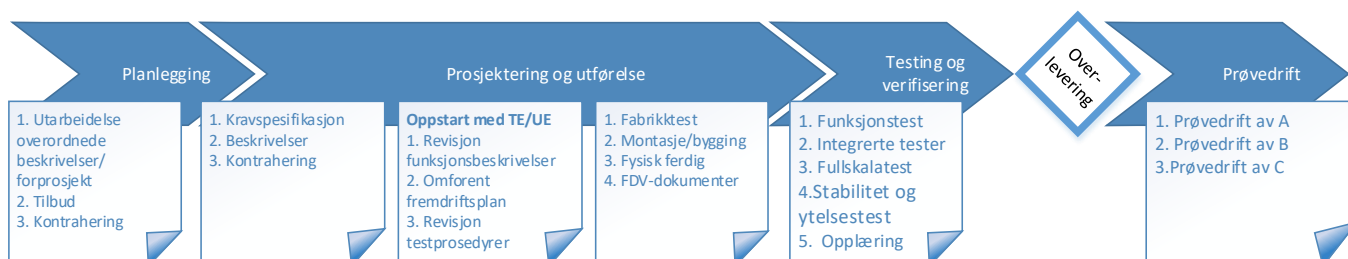 Planlegging
Prosjektering og utførelse
Testing og
verifisering
Over-
levering
Prøvedrift
1. Utarbeidelse
overordnede
beskrivelser/
forprosjekt
2. Tilbud
3. Kontrahering
1. Kravspesifikasjon
2. Beskrivelser
3. Kontrahering
Oppstart med TE/UE
1. Revisjon
funksjonsbeskrivelser
2. Omforent
fremdriftsplan
3. Revisjon
testprosedyrer
1. Fabrikktest
2. Montasje/bygging
3. Fysisk ferdig
4. FDV-dokumenter
1. Funksjonstest
2. Integrerte tester
3. Fullskalatest
4.Stabilitet og
ytelsestest
5. Opplæring
1. Prøvedrift av A
2. Prøvedrift av B
3.Prøvedrift av C